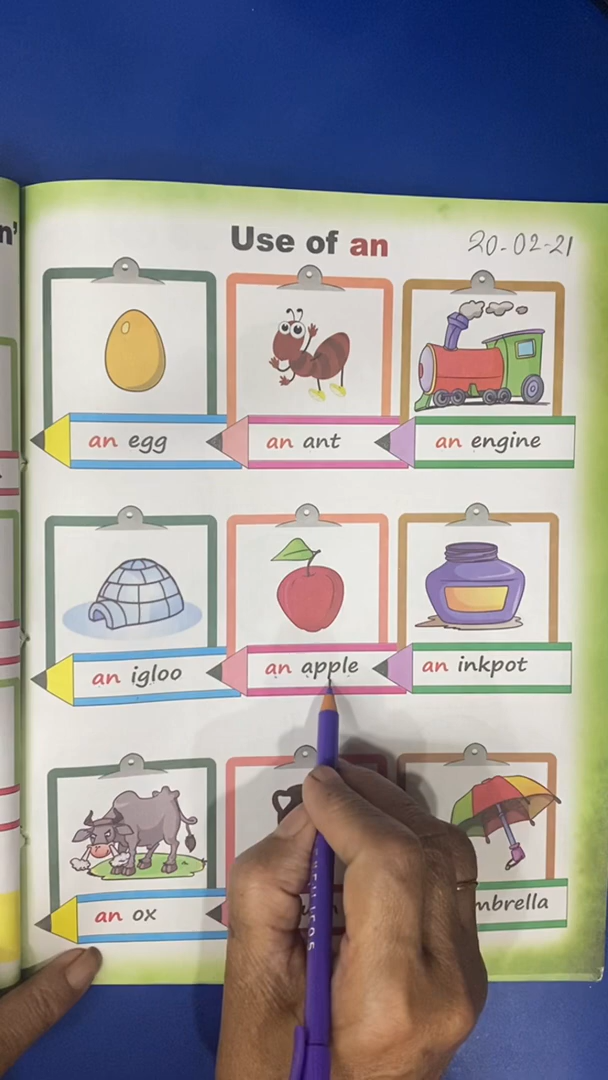 n'
Use of an
20-02-21
an egg
an ant
an engine
an igloo
an apple
an inkpot
an ox
mbrella